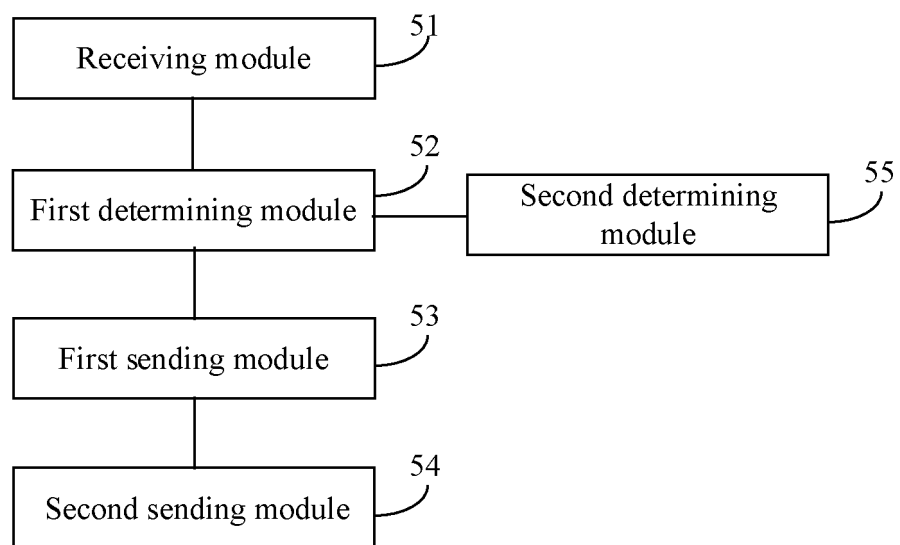 51
Receiving module
52
First determining module
55
Second determining
module
53
First sending module
54
Second sending module